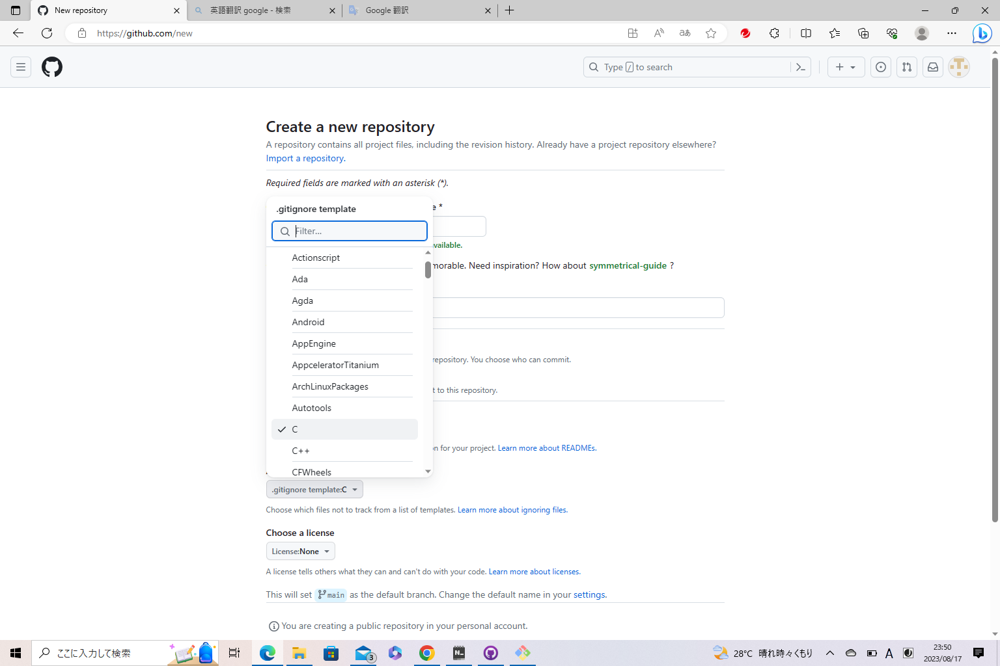 New repository
英語翻訳 google - 検索
Google 翻訳
https://github.com/new
Type / to search
Create a new repository
A repository contains all project files, including the revision history. Already have a project repository elsewhere?
Import a repository.
Required fields are marked with an asterisk (*).
.gitignore template
e *
Filter...
vailable.
Actionscript
morable. Need inspiration? How about symmetrical-guide ?
Ada
Agda
Android
AppEngine
repository. You choose who can commit.
AppceleratorTitanium
ArchLinuxPackages
t to this repository.
Autotools
C
C++
n for your project. Learn more about READMEs.
CFWheels
.gitignore template:C
Choose which files not to track from a list of templates. Learn more about ignoring files.
Choose a license
License:None
A license tells others what they can and can't do with your code. Learn more about licenses.
This will set main as the default branch. Change the default name in your settings.
You are creating a public repository in your personal account.
ここに入力して検索
3
28°C 晴れ時々くもり
A
23:50
2023/08/17